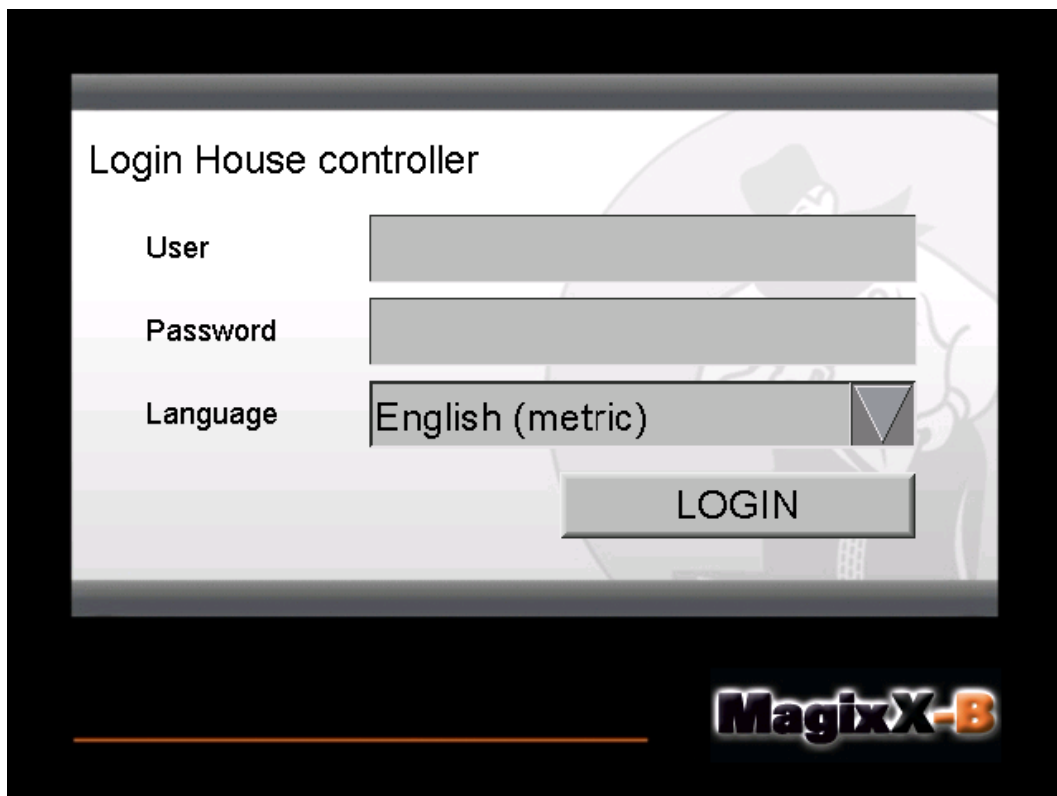 Login House controller
User
Password
Language
English (metric)
LOGIN
MagixX-B